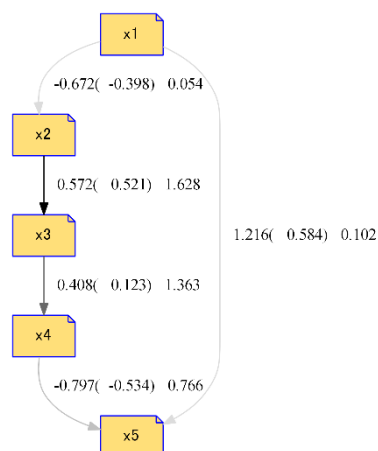 x1
-0.672( -0.398) 0.054
x2
0.572( 0.521) 1.628
1.216( 0.584) 0.102
x3
0.408( 0.123) 1.363
x4
-0.797( -0.534) 0.766
x5